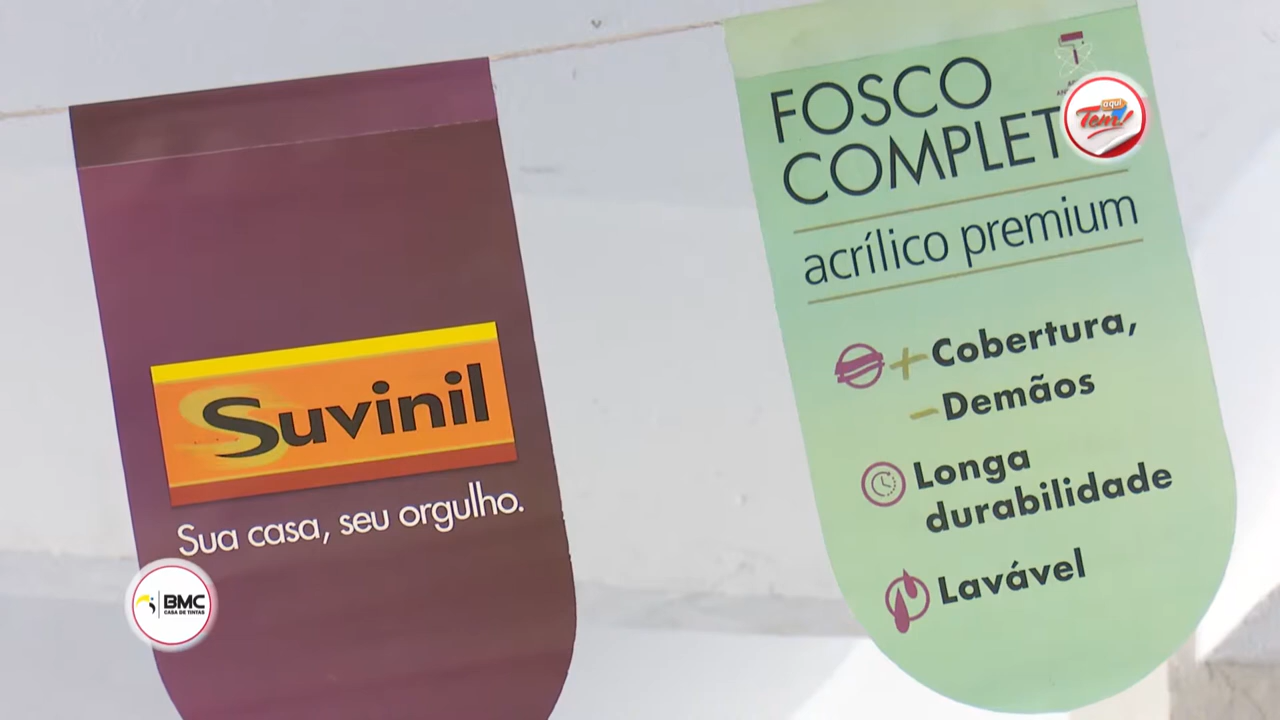 Suvinil
Sua casa, seu orgulho.
BMC
CASA DE TINTAS
FOSCO
COMPLET
acrílico premium
+ Cobertura,
- Demãos
Longa
durabilidade
Lavável
aqui
Tem!